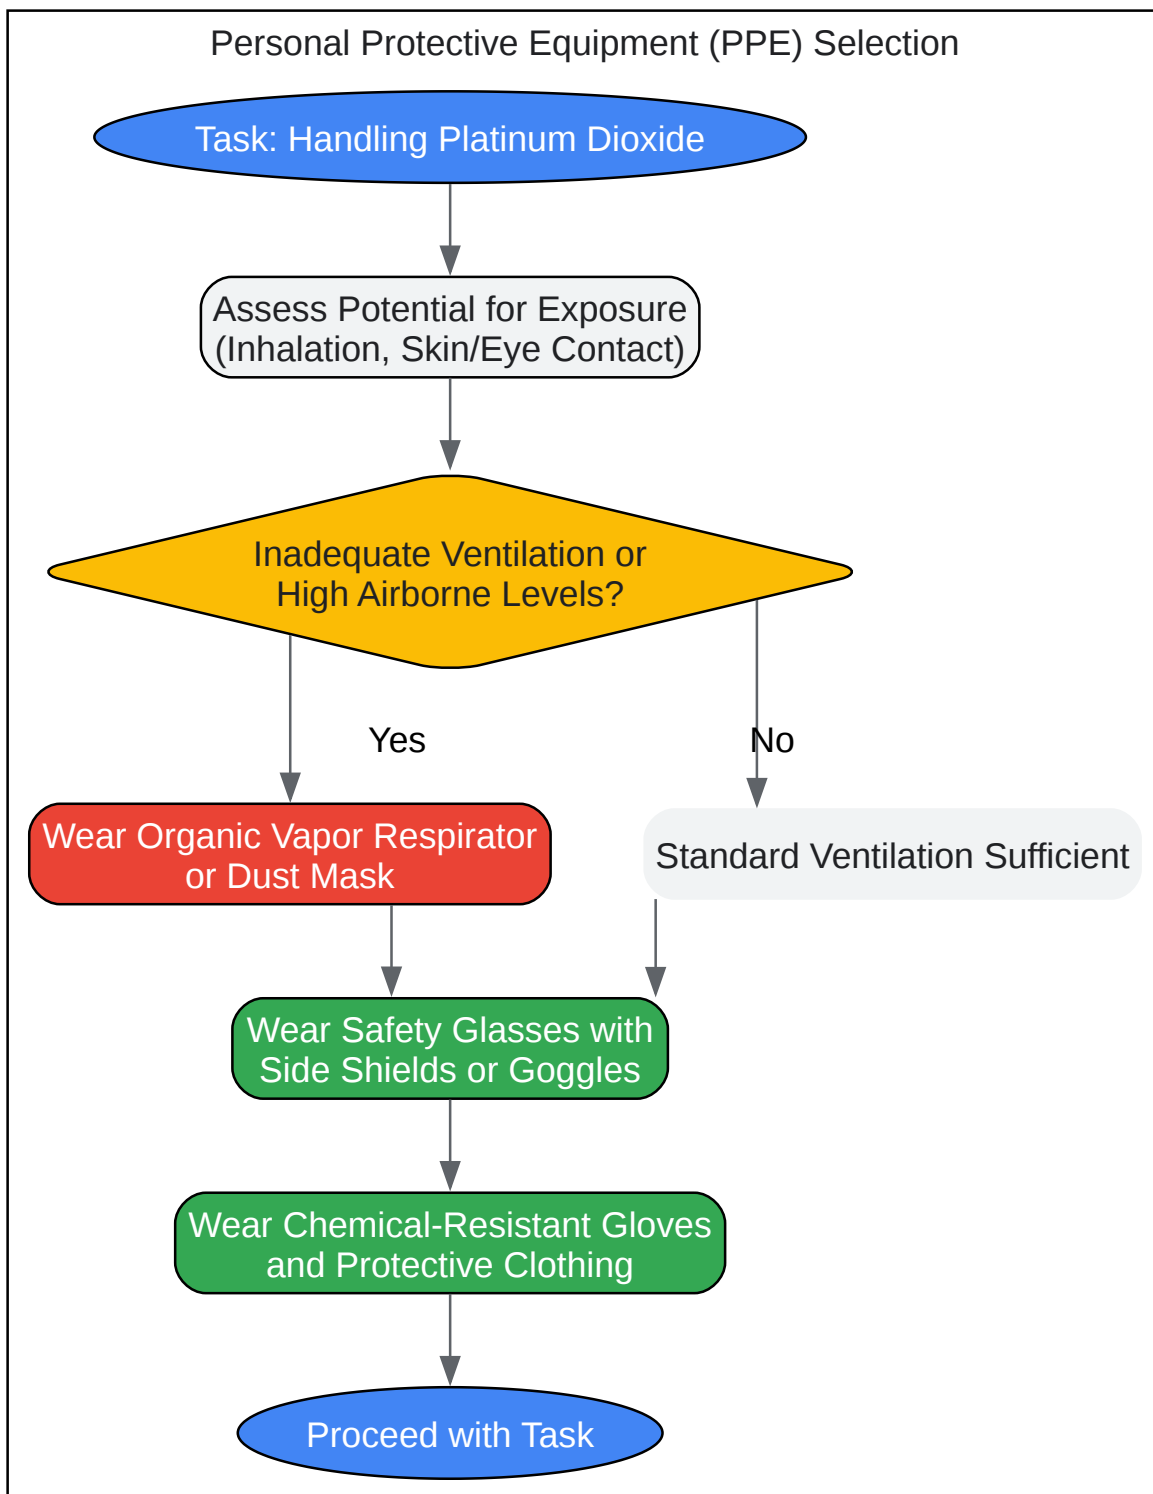 Personal Protective Equipment (PPE) Selection
Task: Handling Platinum Dioxide
Assess Potential for Exposure
(Inhalation, Skin/Eye Contact)
Inadequate Ventilation or
High Airborne Levels?
Yes
No
Wear Organic Vapor Respirator
or Dust Mask
Standard Ventilation Sufficient
Wear Safety Glasses with
Side Shields or Goggles
Wear Chemical-Resistant Gloves
and Protective Clothing
Proceed with Task